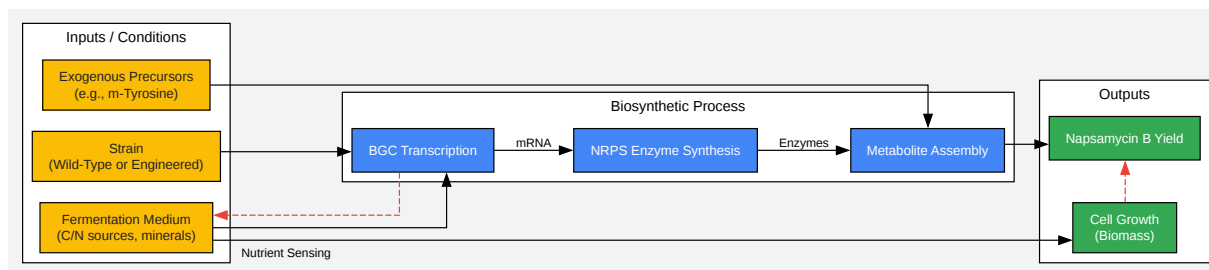 Inputs / Conditions
Exogenous Precursors
(e.g., m-Tyrosine)
Strain
(Wild-Type or Engineered)
Fermentation Medium
(C/N sources, minerals)
Nutrient Sensing
Biosynthetic Process
BGC Transcription
mRNA
NRPS Enzyme Synthesis
Enzymes
Metabolite Assembly
Outputs
Napsamycin B Yield
Cell Growth
(Biomass)